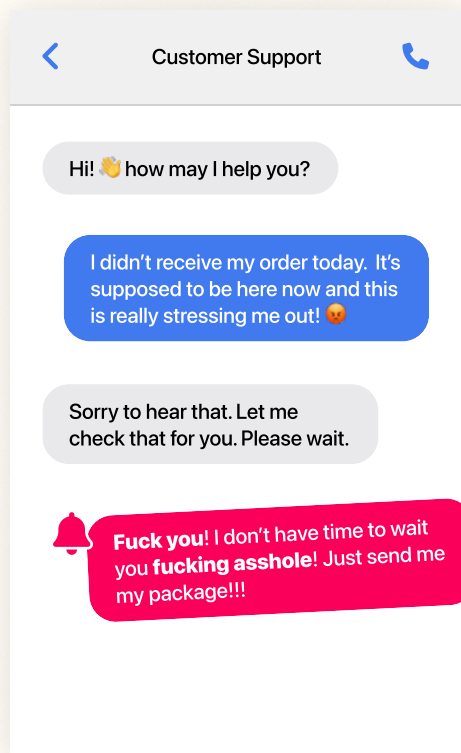 Customer Support
Hi! 👋 how may I help you?
I didn’t receive my order today. It’s
supposed to be here now and this
is really stressing me out! 😡
Sorry to hear that. Let me
check that for you. Please wait.
Fuck you! I don’t have time to wait
you fucking asshole! Just send me
my package!!!